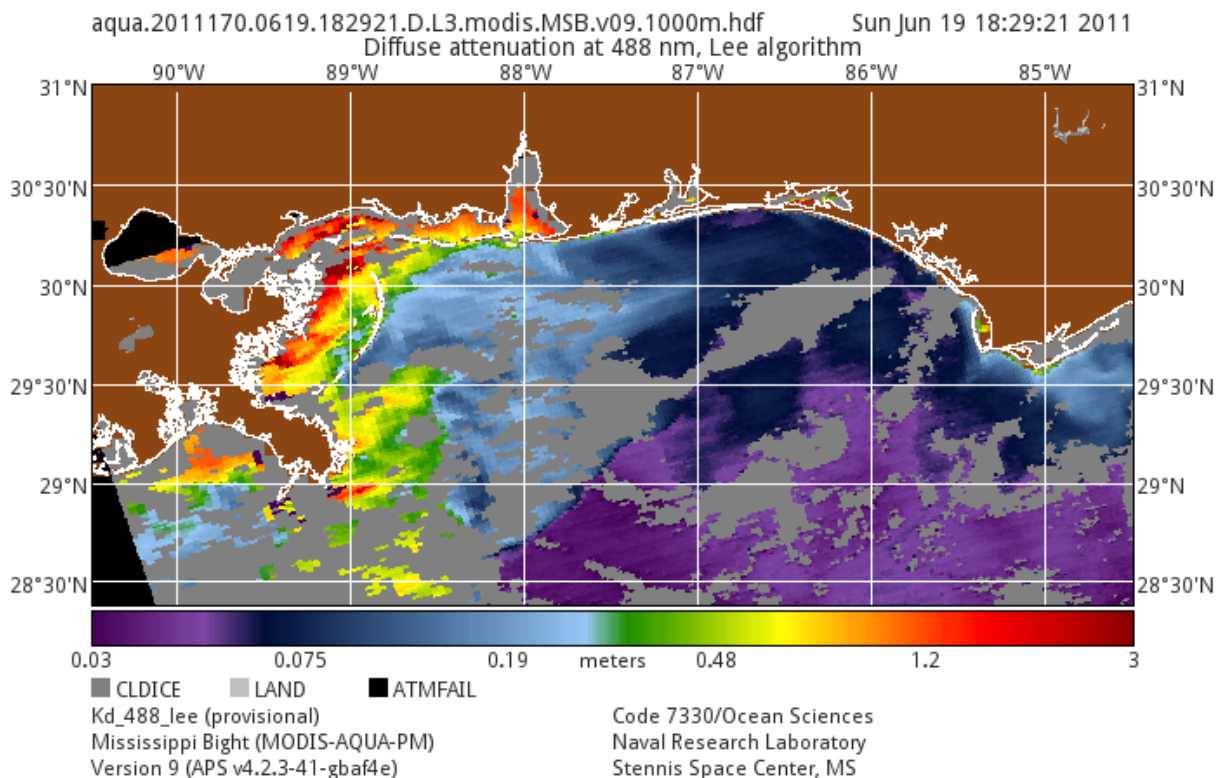 aqua.2011170.0619.182921.D.L3.modis.MSB.v09.1000m.hdf Sun Jun 19 18:29:21 2011
Diffuse attenuation at 488 nm, Lee algorithm
90°W 89°W 88°W 87°W 86°W 85°W
31°N 31°N
30°30'N 30°30'N
30°N 30°N
29°30'N 29°30'N
29°N 29°N
28°30'N 28°30'N
0.03 0.075 0.19 meters 0.48 1.2 3
CLDICE LAND ATMFAIL
Kd_488_lee (provisional) Code 7330/Ocean Sciences
Mississippi Bight (MODIS-AQUA-PM) Naval Research Laboratory
Version 9 (APS v4.2.3-41-gbaf4e) Stennis Space Center, MS